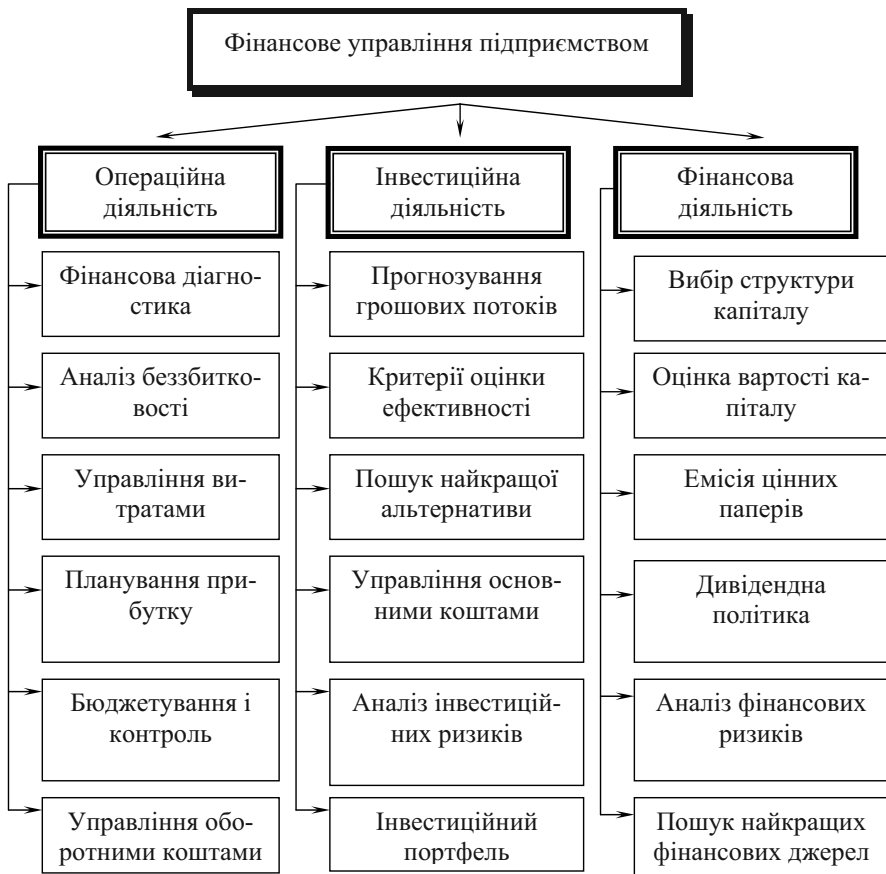 Фінансове управління підприємством
Операційна
діяльність
Фінансова діагно-
стика
Аналіз беззбитко-
вості
Управління ви-
тратами
Планування при-
бутку
Бюджетування і
контроль
Управління обо-
ротними коштами
Інвестиційна
діяльність
Прогнозування
грошових потоків
Критерії оцінки
ефективності
Пошук найкращої
альтернативи
Управління основ-
ними коштами
Аналіз інвестицій-
них ризиків
Інвестиційний
портфель
Фінансова
діяльність
Вибір структури
капіталу
Оцінка вартості ка-
піталу
Емісія цінних
паперів
Дивідендна
політика
Аналіз фінансових
ризиків
Пошук найкращих
фінансових джерел